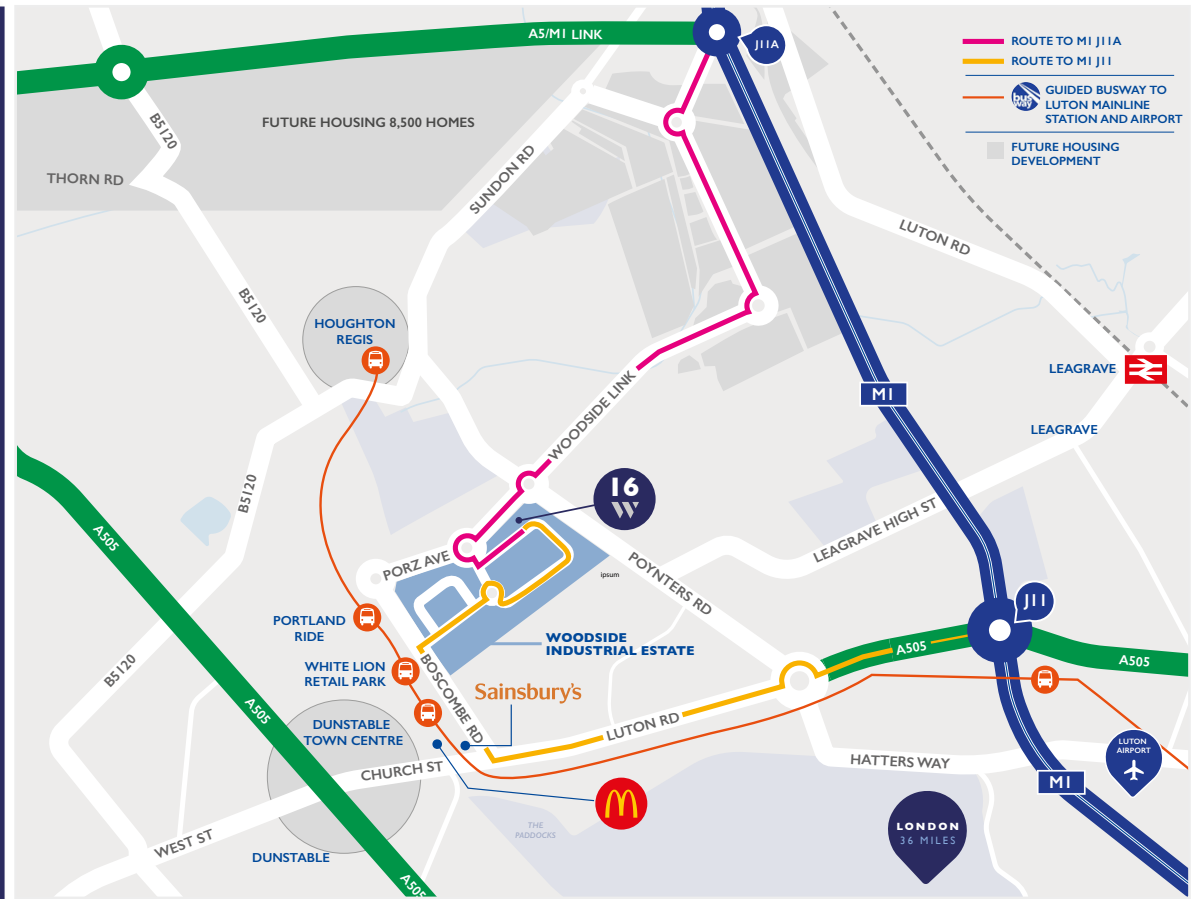 A5/M1 LINK
J11A
ROUTE TO M1 J11A
ROUTE TO M1 J11
busway
GUIDED BUSWAY TO
LUTON MAINLINE
STATION AND AIRPORT
FUTURE HOUSING
DEVELOPMENT
B5120
FUTURE HOUSING 8,500 HOMES
THORN RD
SUNDON RD
LUTON RD
B5120
HOUGHTON
REGIS
LEAGRAVE
M1
WOODSIDE LINK
LEAGRAVE
B5120
16
W
LEAGRAVE HIGH ST
A505
PORZ AVE
POYNTERS RD
ipsum
J11
PORTLAND
RIDE
WOODSIDE
INDUSTRIAL ESTATE
A505
A505
B5120
WHITE LION
RETAIL PARK
BOSCOMBE RD
Sainsbury's
A505
DUNSTABLE
TOWN CENTRE
LUTON RD
LUTON
AIRPORT
CHURCH ST
HATTERS WAY
M1
M
THE
PADDOCKS
LONDON
36 MILES
WEST ST
DUNSTABLE
A505